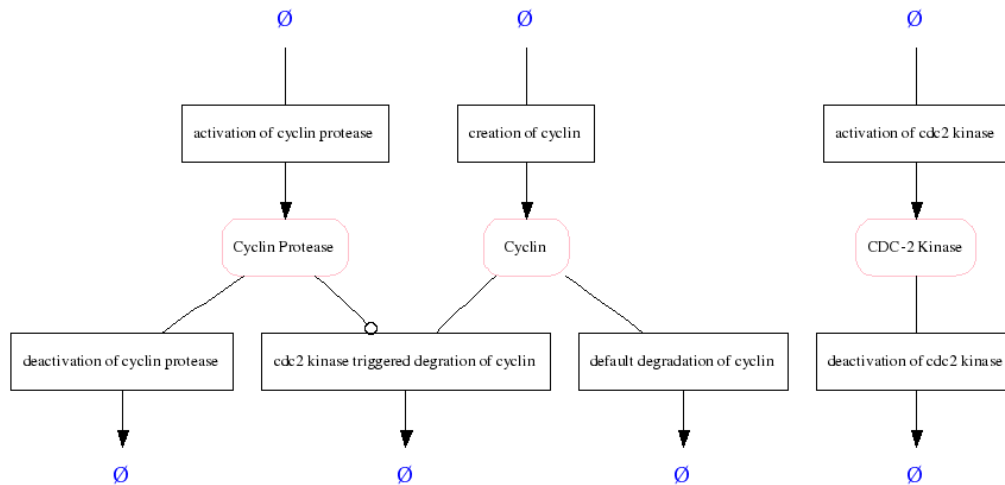 Ø Ø Ø
activation of cyclin protease creation of cyclin activation of cdc2 kinase
Cyclin Protease Cyclin CDC-2 Kinase
deactivation of cyclin protease cdc2 kinase triggered degration of cyclin default degradation of cyclin deactivation of cdc2 kinase
Ø Ø Ø Ø